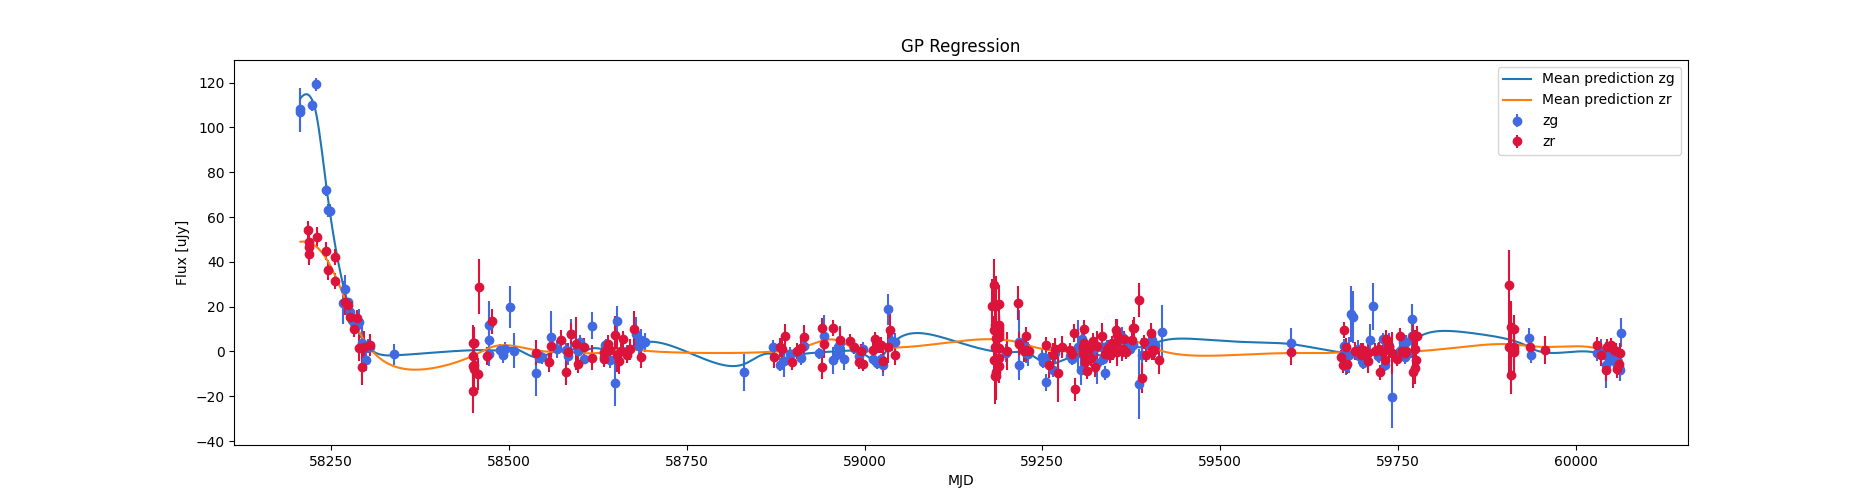 GP Regression
120
100
80
60
40
20
0
−20
−40
Flux [uJy]
Mean prediction zg
Mean prediction zr
zg
zr
58250 58500 58750 59000 59250 59500 59750 60000
MJD